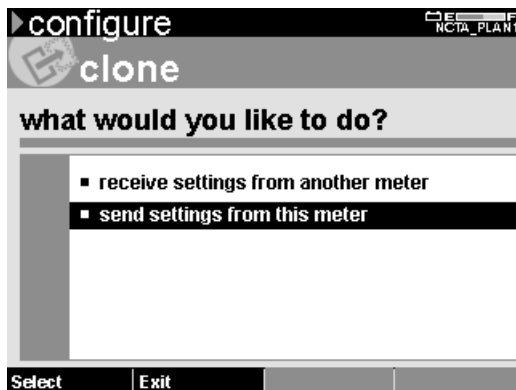 configure
E F
NCTA_PLAN1
clone
what would you like to do?
receive settings from another meter
send settings from this meter
Select Exit